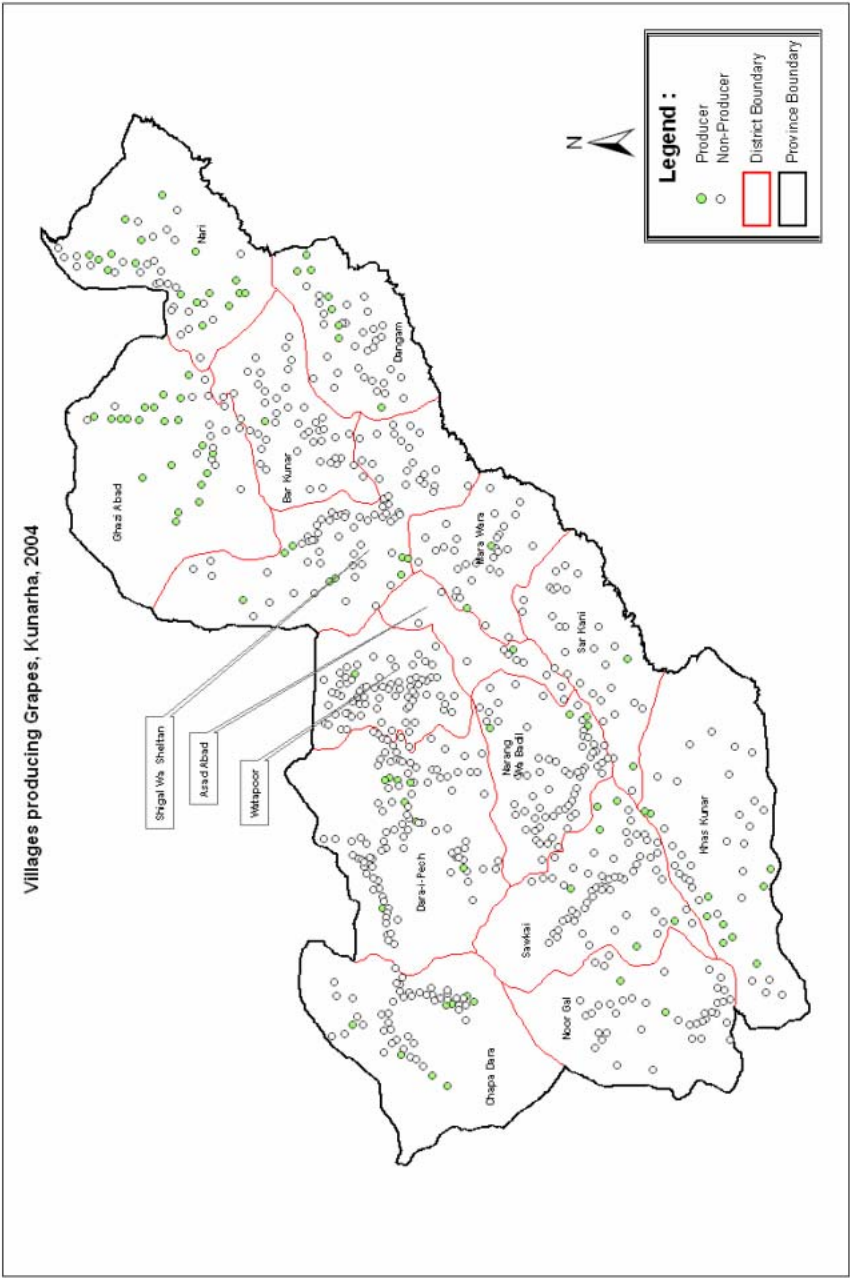 Villages producing Grapes, Kunarha, 2004
Shigal Wa Sheltan
Asad Abad
Watapoor
Nari
Ghazi Abad
Bar Kunar
Dangam
Mara Wara
Sar Kani
Narang
Wa Badil
Dara-I-Pech
Khas Kunar
Sawkai
Noor Gal
Chapa Dara
N
Legend :
Producer
Non-Producer
District Boundary
Province Boundary